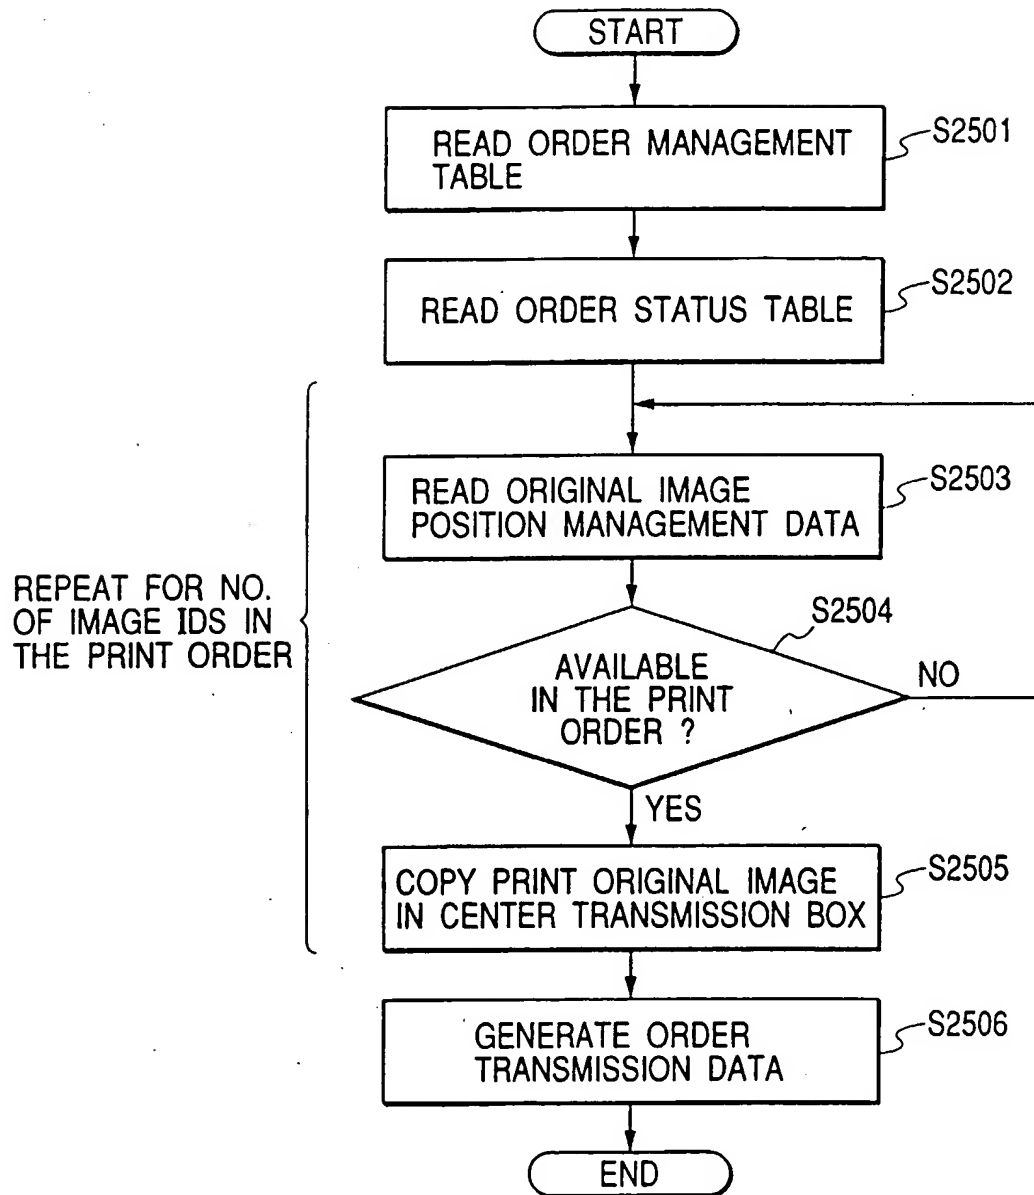 START
READ ORDER MANAGEMENT
TABLE
S2501
READ ORDER STATUS TABLE
S2502
READ ORIGINAL IMAGE
POSITION MANAGEMENT DATA
S2503
REPEAT FOR NO.
OF IMAGE IDS IN
THE PRINT ORDER
AVAILABLE
IN THE PRINT
ORDER ?
S2504
NO
YES
COPY PRINT ORIGINAL IMAGE
IN CENTER TRANSMISSION BOX
S2505
GENERATE ORDER
TRANSMISSION DATA
S2506
END